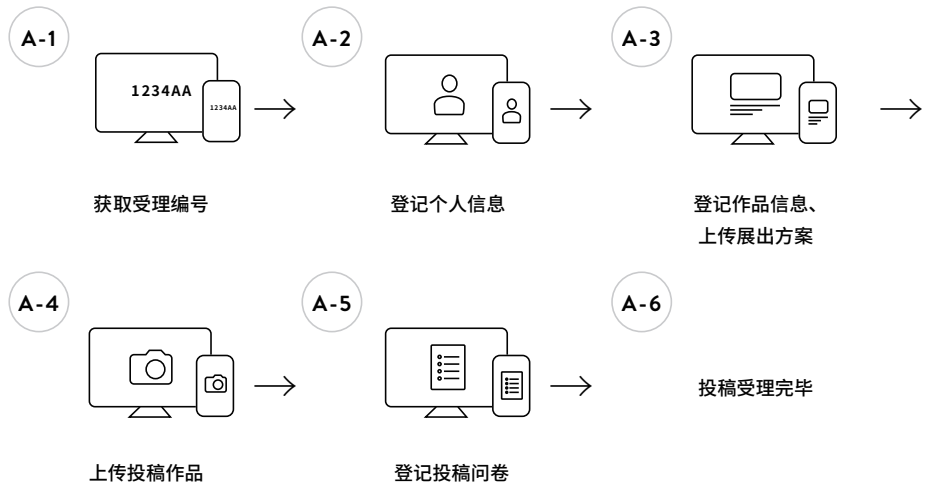 A-1
1234AA
1234AA
获取受理编号
A-2
登记个人信息
A-3
登记作品信息、
上传展出方案
A-4
上传投稿作品
A-5
登记投稿问卷
A-6
投稿受理完毕